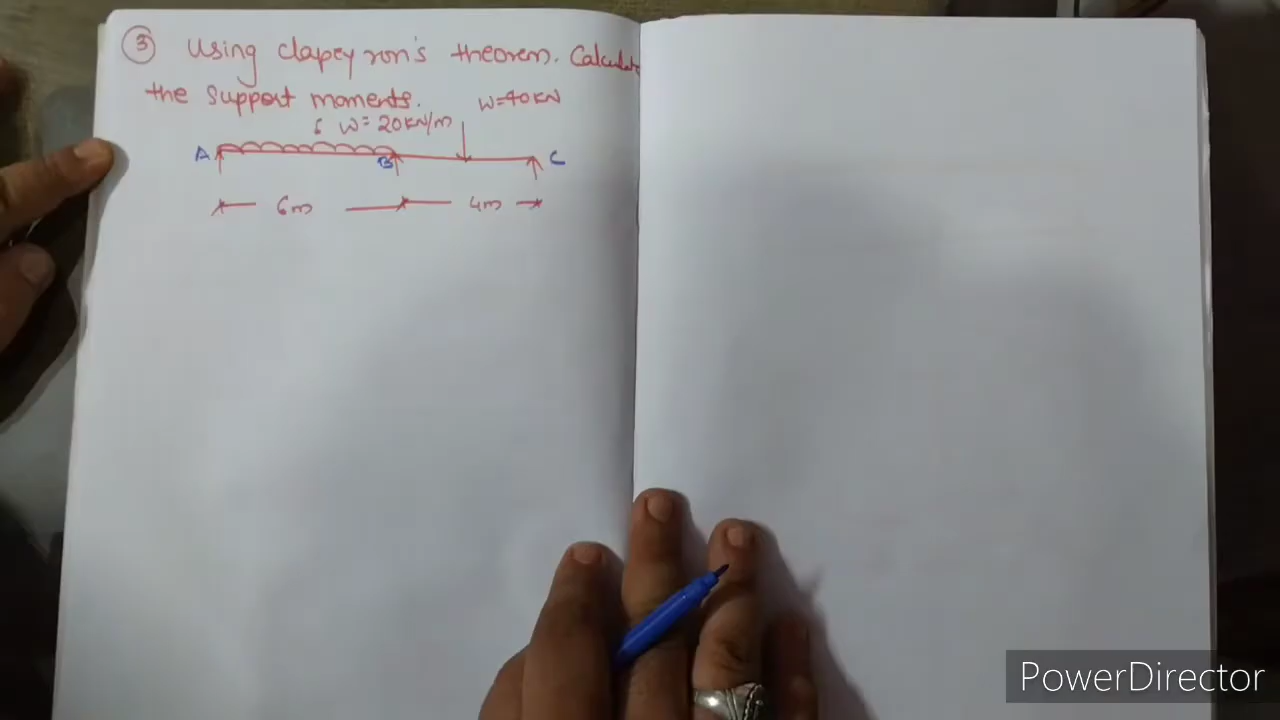 ③ Using clapeyron's theorem. Calculate
the support moments.
W=40KN
W=20KN/m
A B C
6m 4m
PowerDirector